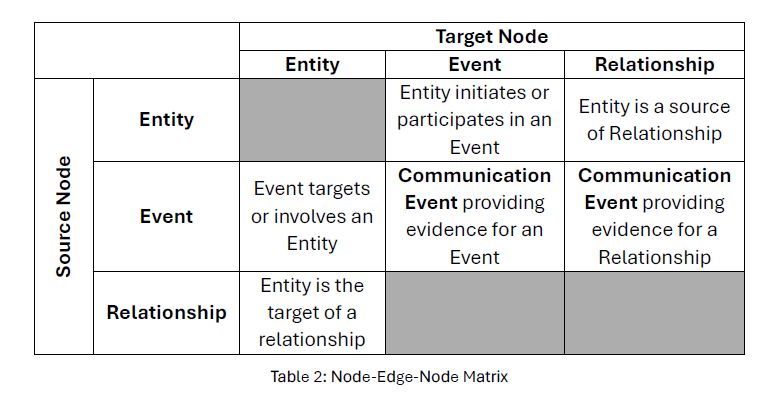 Target Node
Entity Event Relationship
Source Node
Entity
Entity initiates or
participates in an
Event
Entity is a source
of Relationship
Event
Event targets
or involves an
Entity
Communication
Event providing
evidence for an
Event
Communication
Event providing
evidence for a
Relationship
Relationship
Entity is the
target of a
relationship
Table 2: Node-Edge-Node Matrix